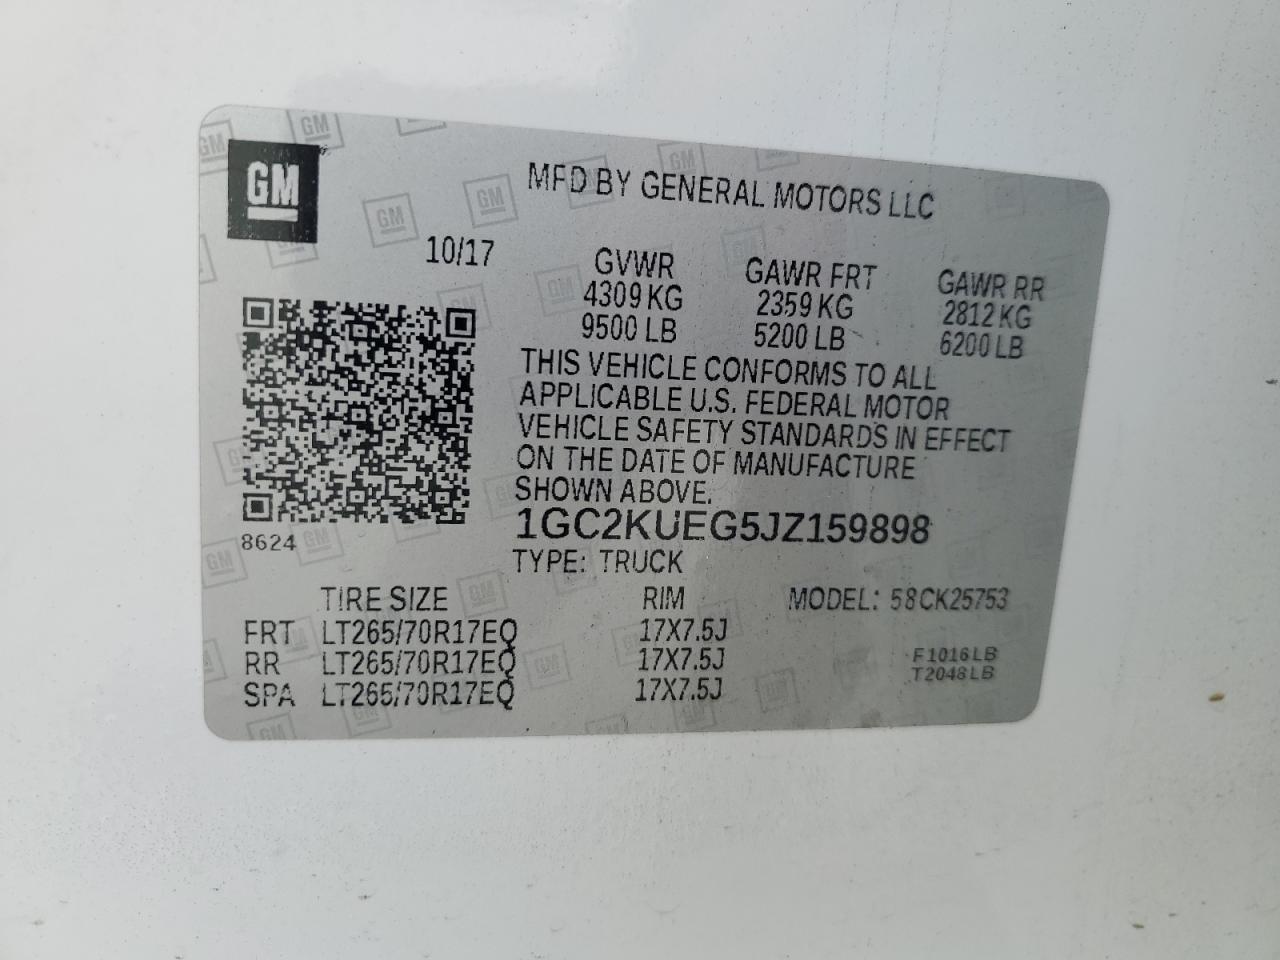 GM
MFD BY GENERAL MOTORS LLC
10/17
GVWR GAWR FRT GAWR RR
4309 KG 2359 KG 2812 KG
9500 LB 5200 LB 6200 LB
THIS VEHICLE CONFORMS TO ALL
APPLICABLE U.S. FEDERAL MOTOR
VEHICLE SAFETY STANDARDS IN EFFECT
ON THE DATE OF MANUFACTURE
SHOWN ABOVE.
1GC2KUEG5JZ159898
8624
TYPE: TRUCK
TIRE SIZE RIM MODEL: 58CK25753
FRT LT265/70R17EQ 17X7.5J
RR LT265/70R17EQ 17X7.5J F1016LB
T2048LB
SPA LT265/70R17EQ 17X7.5J